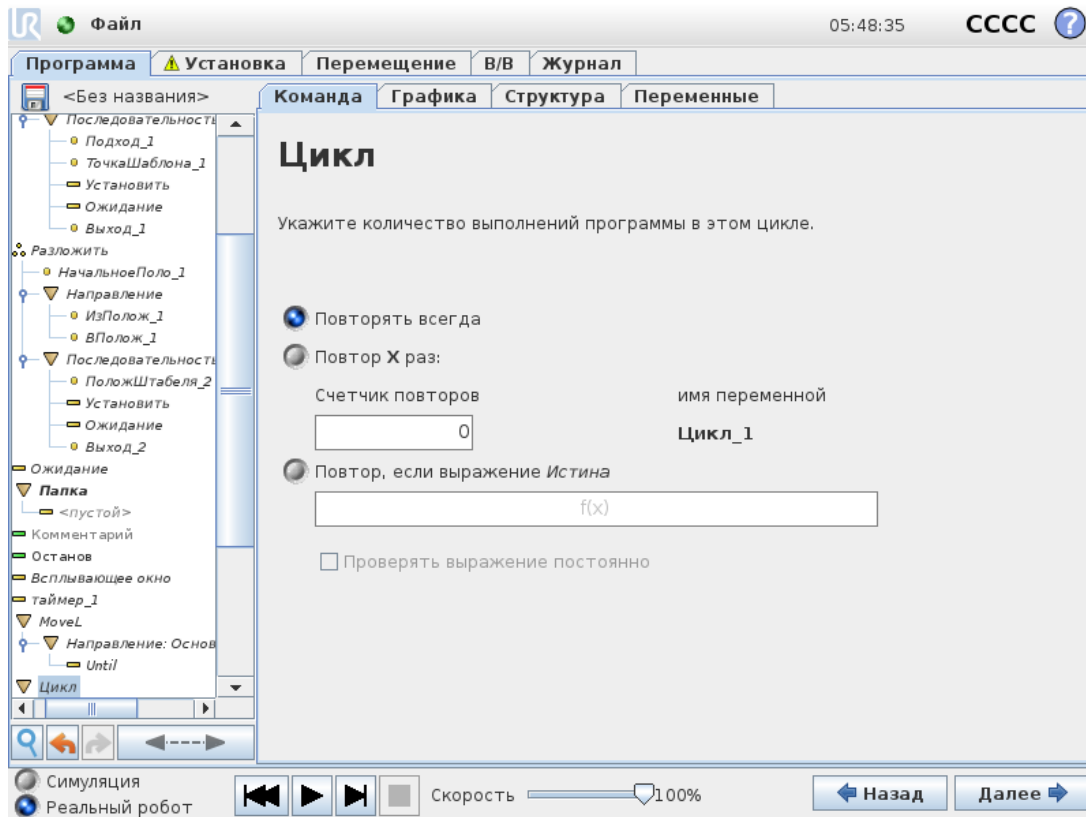 UR Файл 05:48:35 CCCC ?
Программа Установка Перемещение В/В Журнал
<Без названия> Команда Графика Структура Переменные
Последовательность
Подход_1
ТочкаШаблона_1
Установить
Ожидание
Выход_1
Разложить
НачальноеПоло_1
Направление
ИзПолож_1
ВПолож_1
Последовательность
ПоложШтабеля_2
Установить
Ожидание
Выход_2
Ожидание
Папка
<пустой>
Комментарий
Останов
Всплывающее окно
таймер_1
MoveL
Направление: Основ
Until
Цикл
Цикл
Укажите количество выполнений программы в этом цикле.
Повторять всегда
Повтор X раз:
Счетчик повторов имя переменной
0 Цикл_1
Повтор, если выражение Истина
f(x)
Проверять выражение постоянно
Симуляция
Реальный робот
Скорость 100%
Назад Далее